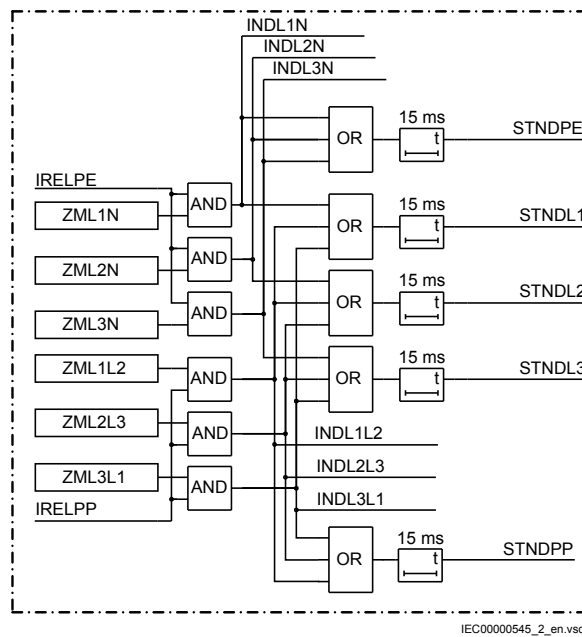 INDL1N
INDL2N
INDL3N
15 ms
OR
t
STNDPE
IRELPE
ZML1N
AND
15 ms
OR
t
STNDL1
ZML2N
AND
15 ms
OR
t
STNDL2
ZML3N
AND
15 ms
OR
t
STNDL3
ZML1L2
AND
INDL1L2
ZML2L3
AND
INDL2L3
ZML3L1
AND
INDL3L1
IRELPP
15 ms
OR
t
STNDPP
IEC00000545_2_en.vsd